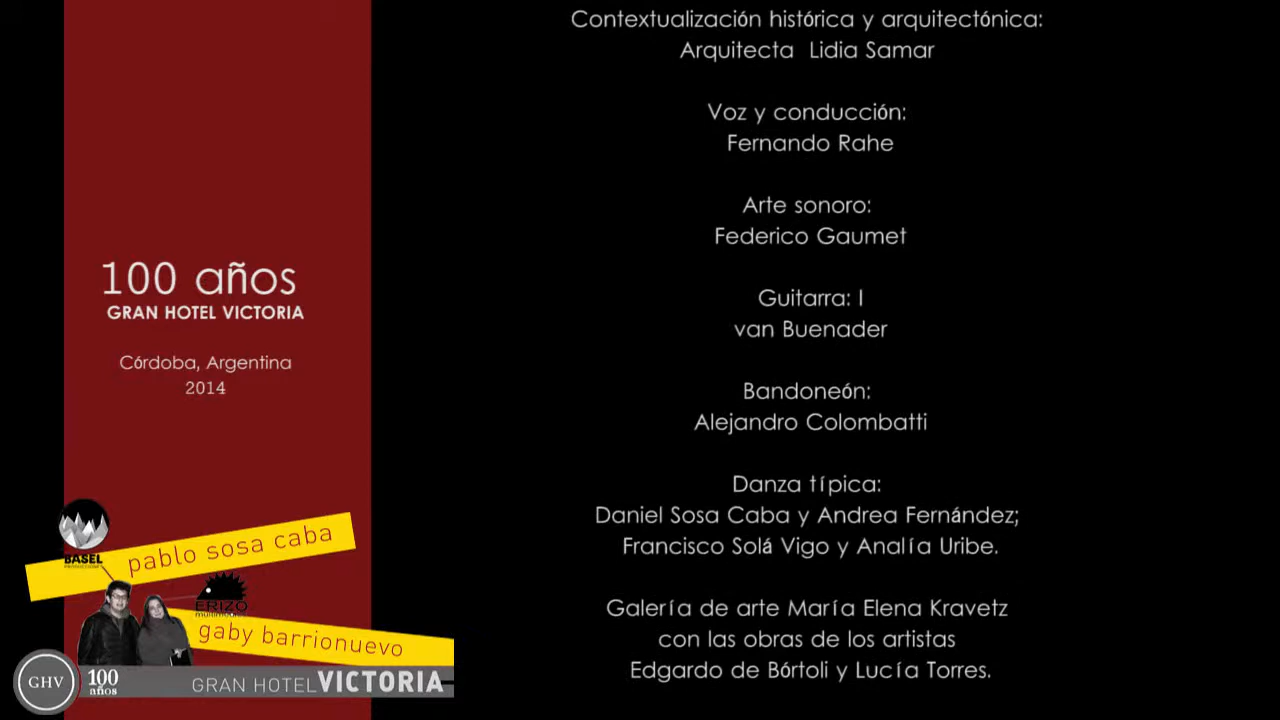 Contextualización histórica y arquitectónica:
Arquitecta Lidia Samar
Voz y conducción:
Fernando Rahe
Arte sonoro:
Federico Gaumet
Guitarra: I
van Buenader
Bandoneón:
Alejandro Colombatti
Danza típica:
Daniel Sosa Caba y Andrea Fernández;
Francisco Solá Vigo y Analía Uribe.
Galería de arte María Elena Kravetz
con las obras de los artistas
Edgardo de Bórtoli y Lucía Torres.
100 años
GRAN HOTEL VICTORIA
Córdoba, Argentina
2014
pablo sosa caba
BASEL
PRODUCCIONES
ERIZO
multimedia
gaby barrionuevo
GHV
100
años
GRAN HOTEL VICTORIA